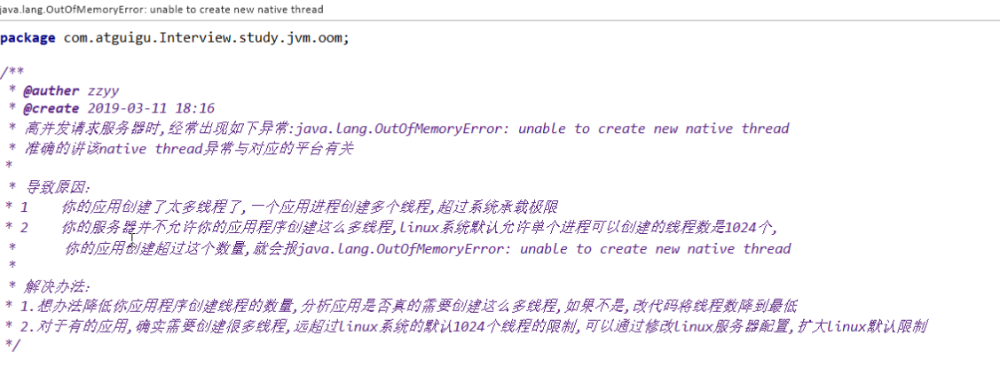 java.lang.OutOfMemoryError: unable to create new native thread
package com.atguigu.Interview.study.jvm.oom;
/**
* @auther zzyy
* @create 2019-03-11 18:16
* 高并发请求服务器时,经常出现如下异常:java.lang.OutOfMemoryError: unable to create new native thread
* 准确的讲该native thread异常与对应的平台有关
*
* 导致原因:
* 1 你的应用创建了太多线程了,一个应用进程创建多个线程,超过系统承载极限
* 2 你的服务器并不允许你的应用程序创建这么多线程,linux系统默认允许单个进程可以创建的线程数是1024个,
* 你的应用创建超过这个数量,就会报java.lang.OutOfMemoryError: unable to create new native thread
*
* 解决办法:
* 1.想办法降低你应用程序创建线程的数量,分析应用是否真的需要创建这么多线程,如果不是,改代码将线程数降到最低
* 2.对于有的应用,确实需要创建很多线程,远超过linux系统的默认1024个线程的限制,可以通过修改linux服务器配置,扩大linux默认限制
*/